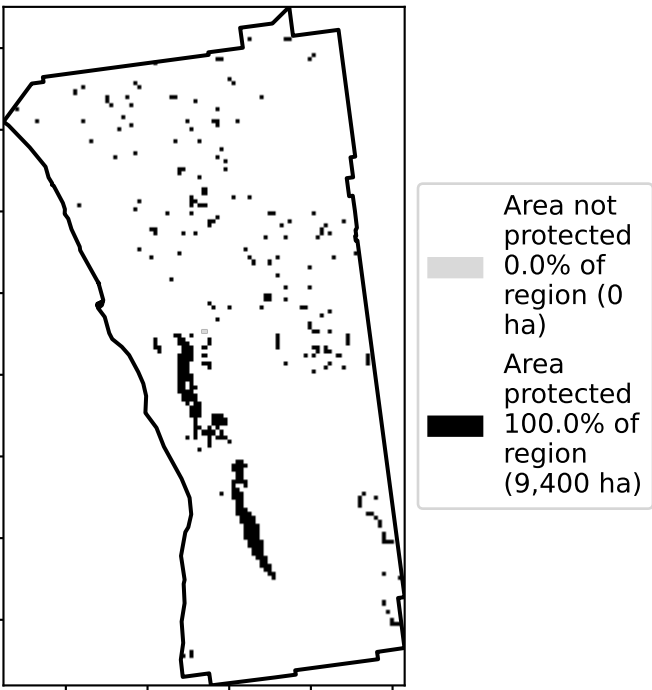 Area not
protected
0.0% of
region (0
ha)
Area
protected
100.0% of
region
(9,400 ha)